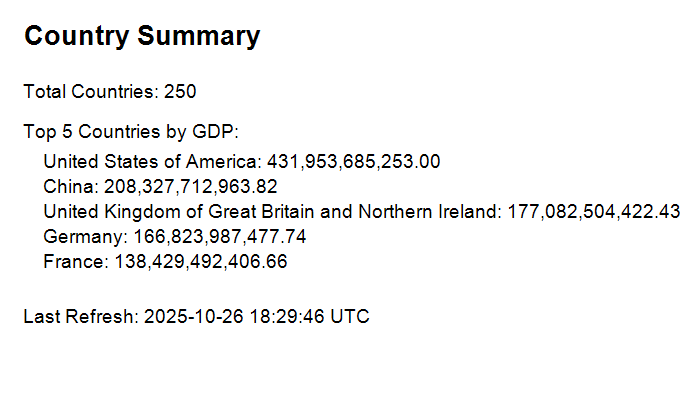 Country Summary
Total Countries: 250
Top 5 Countries by GDP:
United States of America: 431,953,685,253.00
China: 208,327,712,963.82
United Kingdom of Great Britain and Northern Ireland: 177,082,504,422.43
Germany: 166,823,987,477.74
France: 138,429,492,406.66
Last Refresh: 2025-10-26 18:29:46 UTC